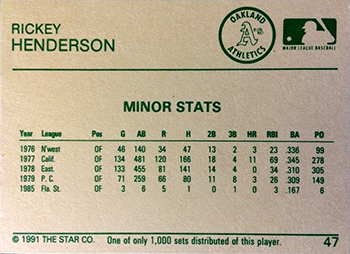 RICKEY
HENDERSON
OAKLAND
A's
ATHLETICS
MAJOR LEAGUE BASEBALL
MINOR STATS
Year League Pos G AB R H 2B 3B HR RBI BA PO
1976 N'west OF 46 140 34 47 13 2 3 23 .336 99
1977 Calif. OF 134 481 120 166 18 4 11 69 .345 278
1978 East. OF 133 455 81 141 14 4 0 34 .310 305
1979 P. C. OF 71 259 66 80 11 8 3 26 .309 149
1985 Fla. St. OF 3 6 5 1 0 1 0 3 .167 6
© 1991 THE STAR CO. One of only 1,000 sets distributed of this player. 47